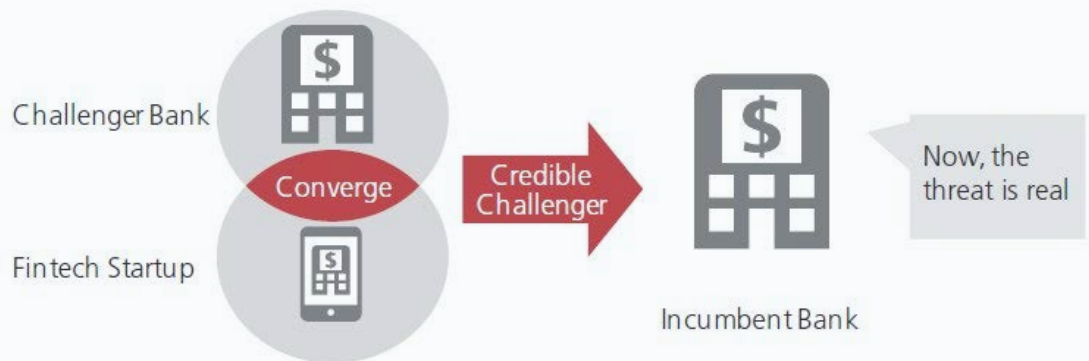 $
Challenger Bank
Converge
$
Fintech Startup
Credible
Challenger
$
Incumbent Bank
Now, the
threat is real